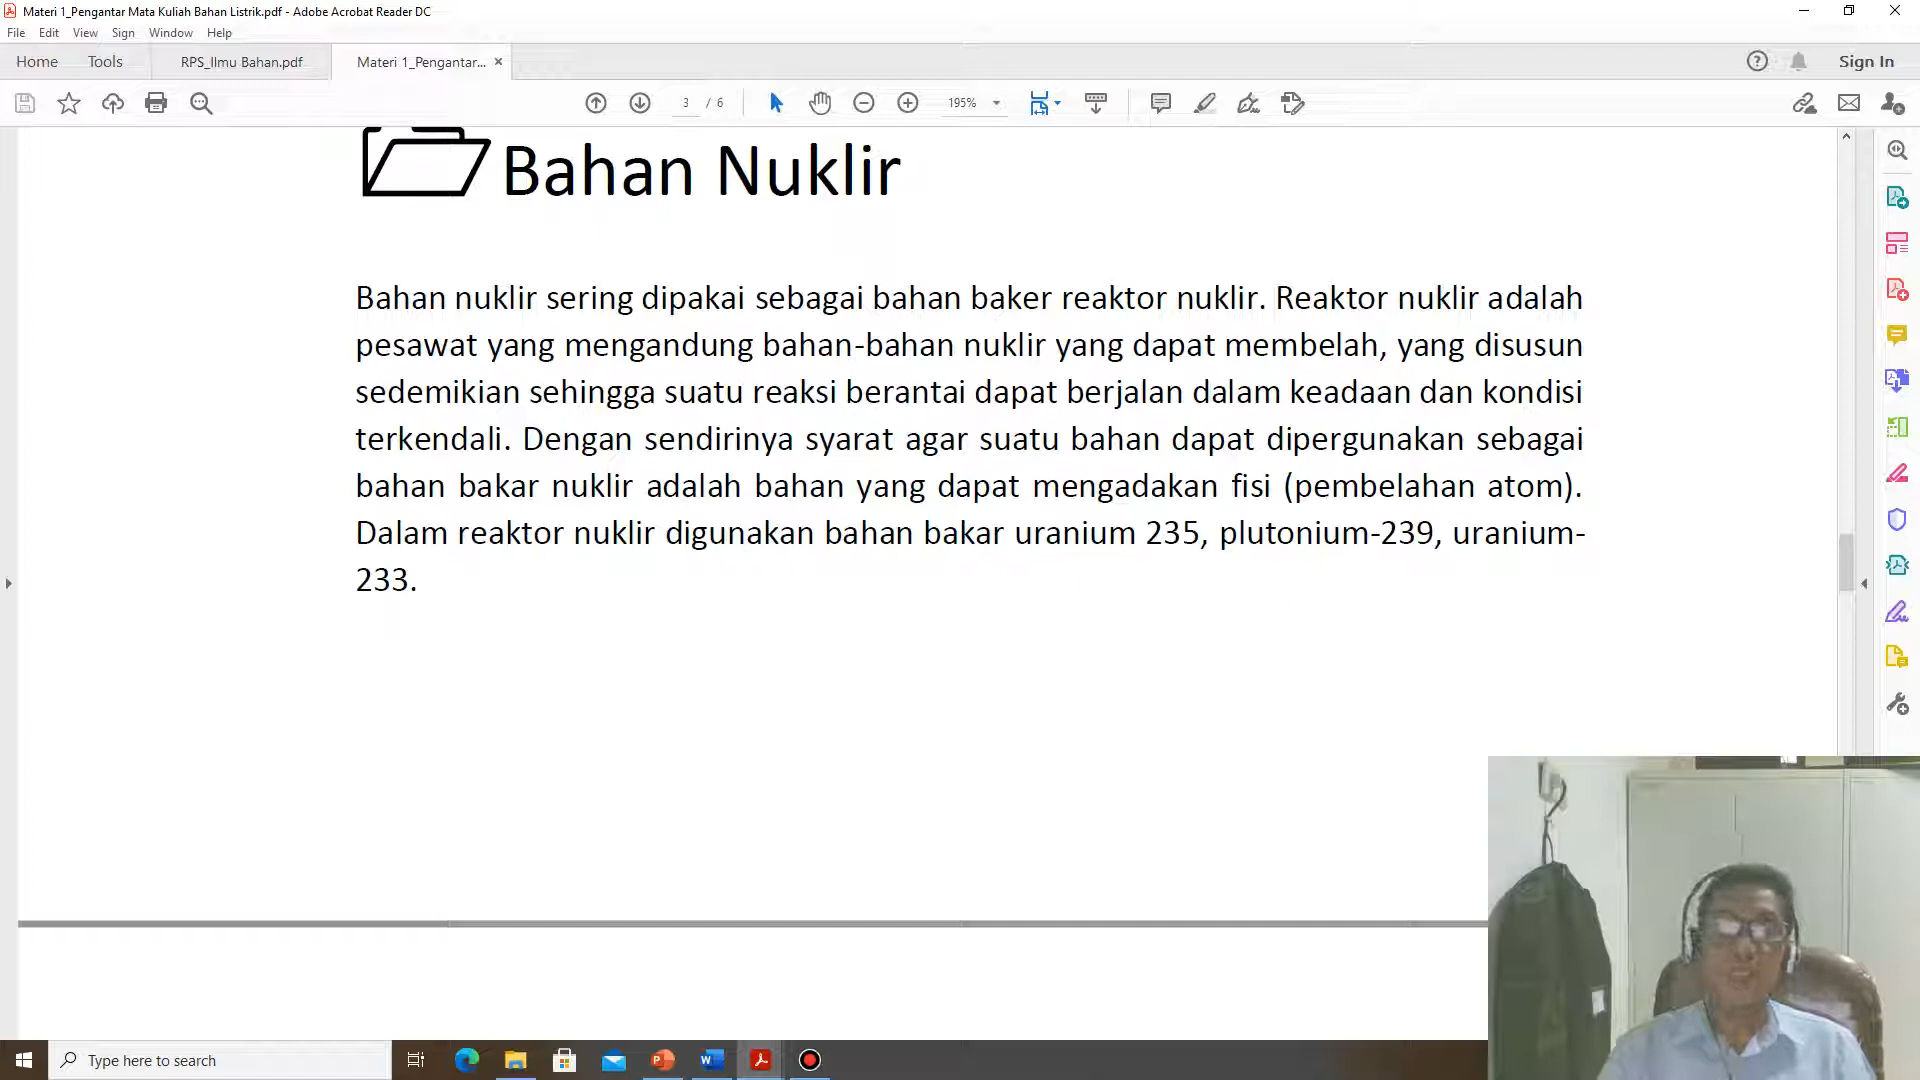 Materi 1_Pengantar Mata Kuliah Bahan Listrik.pdf - Adobe Acrobat Reader DC
File Edit View Sign Window Help
Home Tools RPS_Ilmu Bahan.pdf Materi 1_Pengantar... Sign In
3 / 6 195%
Bahan Nuklir
Bahan nuklir sering dipakai sebagai bahan baker reaktor nuklir. Reaktor nuklir adalah
pesawat yang mengandung bahan-bahan nuklir yang dapat membelah, yang disusun
sedemikian sehingga suatu reaksi berantai dapat berjalan dalam keadaan dan kondisi
terkendali. Dengan sendirinya syarat agar suatu bahan dapat dipergunakan sebagai
bahan bakar nuklir adalah bahan yang dapat mengadakan fisi (pembelahan atom).
Dalam reaktor nuklir digunakan bahan bakar uranium 235, plutonium-239, uranium-
233.
Type here to search